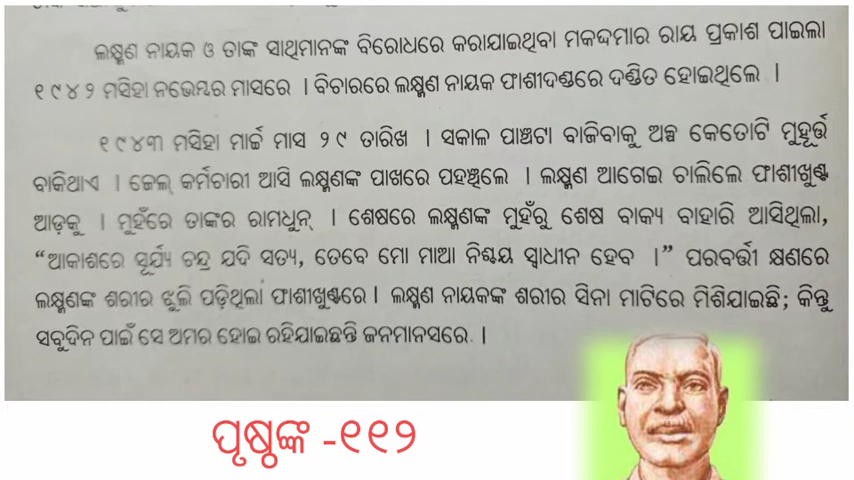 ଲକ୍ଷ୍ମଣ ନାୟକ ଓ ତାଙ୍କ ସାଥିମାନଙ୍କ ବିରୋଧରେ କରାଯାଇଥିବା ମକଦ୍ଦମାର ରାୟ ପ୍ରକାଶ ପାଇଲା
୧୯୪୨ ମସିହା ନଭେମ୍ବର ମାସରେ । ବିଚାରରେ ଲକ୍ଷ୍ମଣ ନାୟକ ଫାଶୀଦଣ୍ଡରେ ଦଣ୍ଡିତ ହୋଇଥିଲେ ।
୧୯୪୩ ମସିହା ମାର୍ଚ୍ଚ ମାସ ୨୯ ତାରିଖ । ସକାଳ ପାଞ୍ଚଟା ବାଜିବାକୁ ଅଳ୍ପ କେତୋଟି ମୁହୂର୍ତ୍ତ
ବାକିଥାଏ । ଜେଲ୍ କର୍ମଚାରୀ ଆସି ଲକ୍ଷ୍ମଣଙ୍କ ପାଖରେ ପହଞ୍ଚିଲେ । ଲକ୍ଷ୍ମଣ ଆଗେଇ ଚାଲିଲେ ଫାଶୀଖୁଣ୍ଟ
ଆଡ଼କୁ । ମୁହଁରେ ତାଙ୍କର ରାମଧୁନ୍ । ଶେଷରେ ଲକ୍ଷ୍ମଣଙ୍କ ମୁହଁରୁ ଶେଷ ବାକ୍ୟ ବାହାରି ଆସିଥିଲା,
“ଆକାଶରେ ସୂର୍ଯ୍ୟ ଚନ୍ଦ୍ର ଯଦି ସତ୍ୟ, ତେବେ ମୋ ମାଆ ନିଶ୍ଚୟ ସ୍ୱାଧୀନ ହେବ ।” ପରବର୍ତ୍ତୀ କ୍ଷଣରେ
ଲକ୍ଷ୍ମଣଙ୍କ ଶରୀର ଝୁଲି ପଡ଼ିଥିଲା ଫାଶୀଖୁଣ୍ଟରେ। ଲକ୍ଷ୍ମଣ ନାୟକଙ୍କ ଶରୀର ସିନା ମାଟିରେ ମିଶିଯାଇଛି; କିନ୍ତୁ
ସବୁଦିନ ପାଇଁ ସେ ଅମର ହୋଇ ରହିଯାଇଛନ୍ତି ଜନମାନସରେ. ।
ପୃଷ୍ଠଙ୍କ -୧୧୨